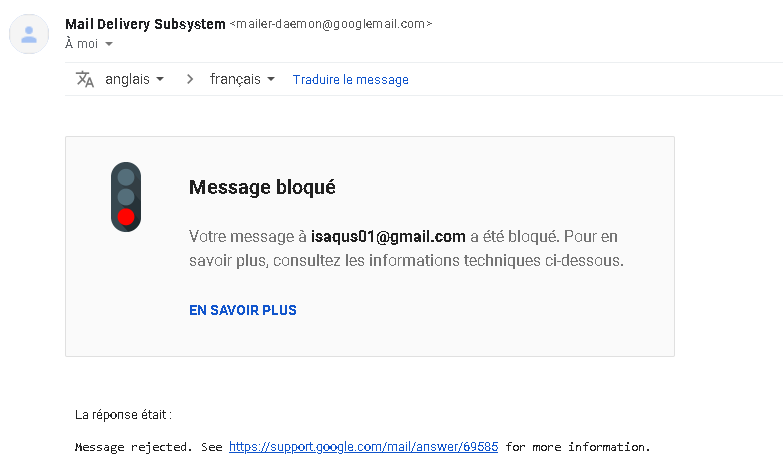 Mail Delivery Subsystem <mailer-daemon@googlemail.com>
À moi
anglais > français Traduire le message
Message bloqué
Votre message à isaqus01@gmail.com a été bloqué. Pour en
savoir plus, consultez les informations techniques ci-dessous.
EN SAVOIR PLUS
La réponse était :
Message rejected. See https://support.google.com/mail/answer/69585 for more information.